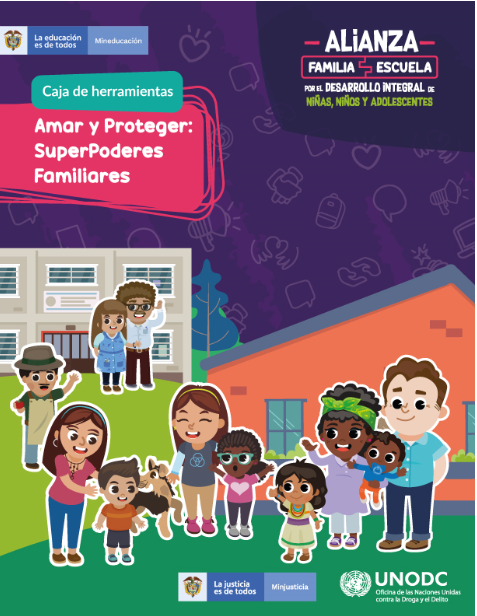 La educación
es de todos
Mineducación
ALiANZA
FAMILIA ESCUELA
POR EL DESARROLLO INTEGRAL DE
NIÑAS, NIÑOS Y ADOLESCENTES
Caja de herramientas
Amar y Proteger:
SuperPoderes
Familiares
La justicia
es de todos
Minjusticia
UNODC
Oficina de las Naciones Unidas
contra la Droga y el Delito